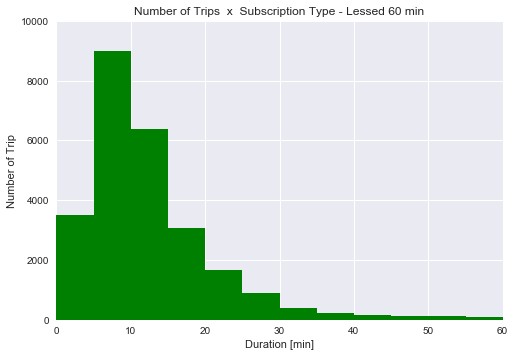 Number of Trips  x  Subscription Type - Lessed 60 min
10000
8000
6000
4000
2000
0
Number of Trip
0 10 20 30 40 50 60
Duration [min]